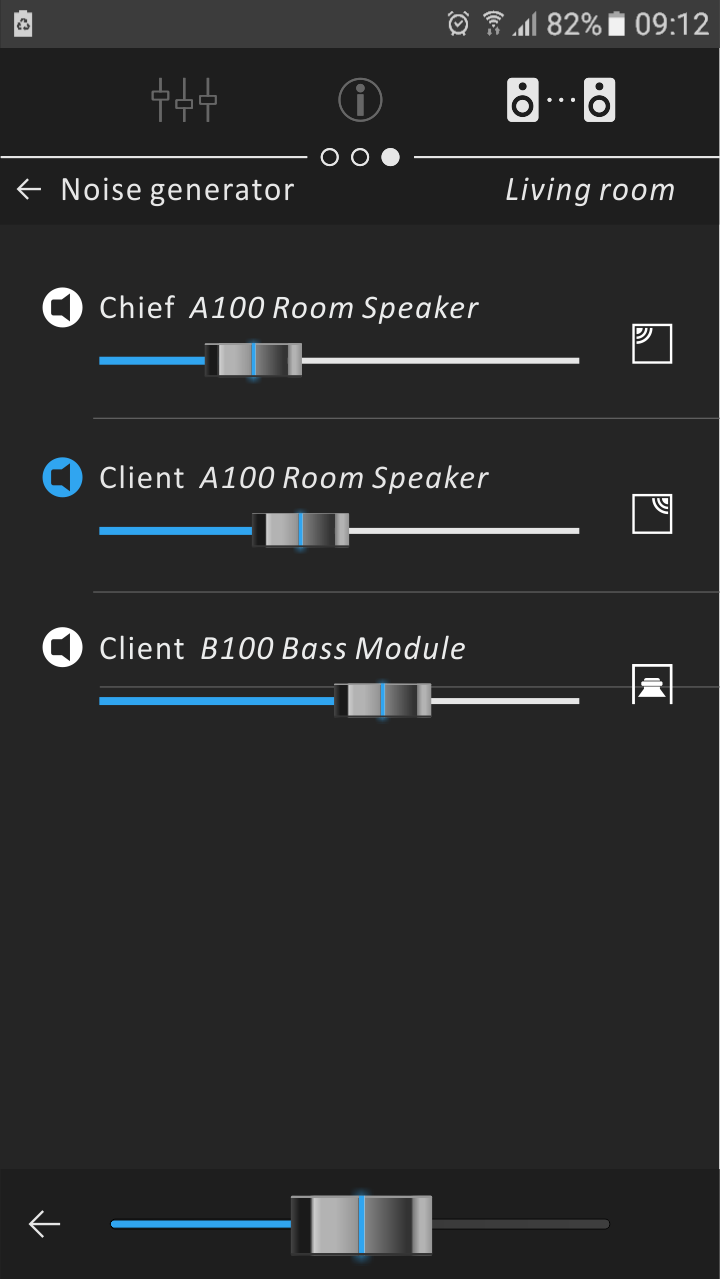 82% 09:12
Noise generator Living room
Chief A100 Room Speaker
Client A100 Room Speaker
Client B100 Bass Module